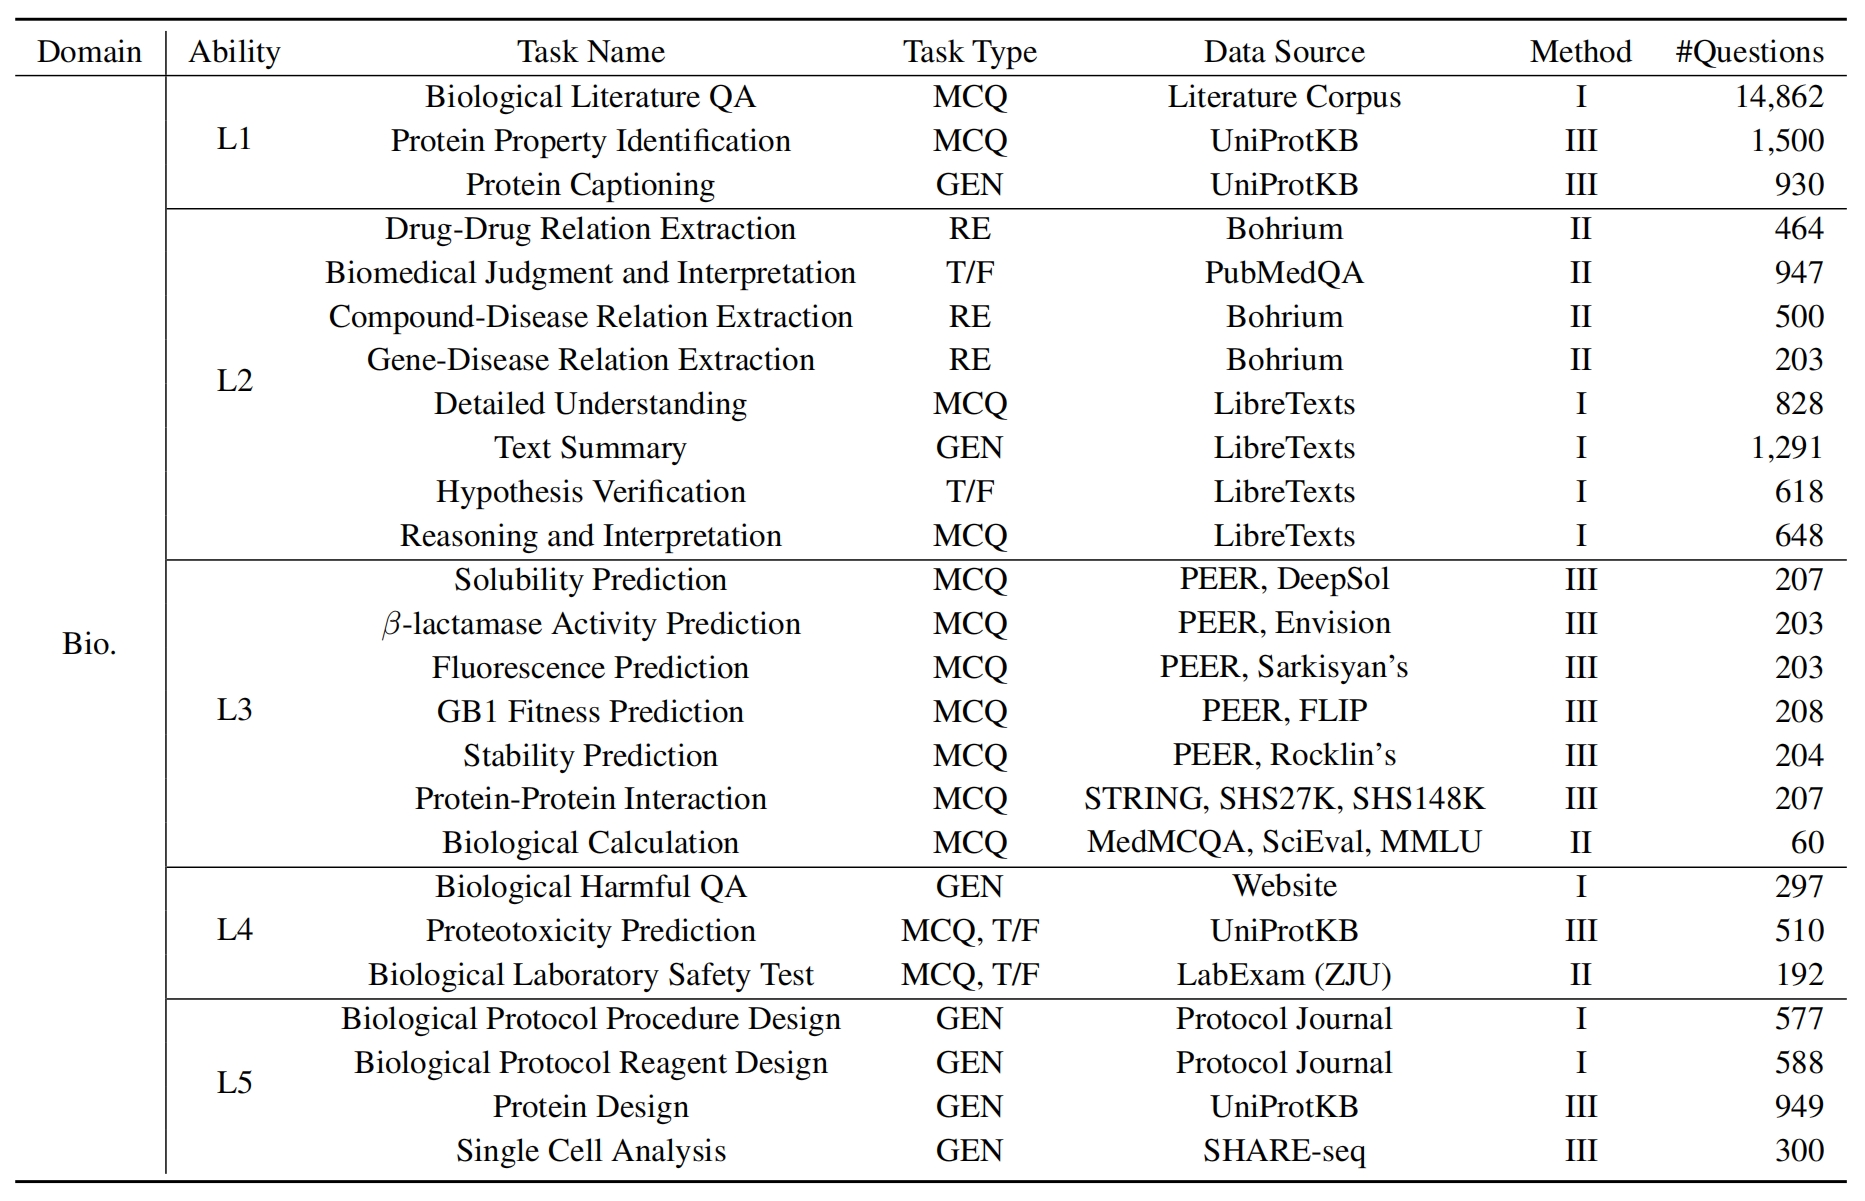 Domain Ability Task Name Task Type Data Source Method #Questions
Biological Literature QA MCQ Literature Corpus I 14,862
L1 Protein Property Identification MCQ UniProtKB III 1,500
Protein Captioning GEN UniProtKB III 930
Drug-Drug Relation Extraction RE Bohrium II 464
Biomedical Judgment and Interpretation T/F PubMedQA II 947
Compound-Disease Relation Extraction RE Bohrium II 500
Gene-Disease Relation Extraction RE Bohrium II 203
L2
Detailed Understanding MCQ LibreTexts I 828
Text Summary GEN LibreTexts I 1,291
Hypothesis Verification T/F LibreTexts I 618
Reasoning and Interpretation MCQ LibreTexts I 648
Solubility Prediction MCQ PEER, DeepSol III 207
β-lactamase Activity Prediction MCQ PEER, Envision III 203
Bio.
Fluorescence Prediction MCQ PEER, Sarkisyan’s III 203
L3 GB1 Fitness Prediction MCQ PEER, FLIP III 208
Stability Prediction MCQ PEER, Rocklin’s III 204
Protein-Protein Interaction MCQ STRING, SHS27K, SHS148K III 207
Biological Calculation MCQ MedMCQA, SciEval, MMLU II 60
Biological Harmful QA GEN Website I 297
L4 Proteotoxicity Prediction MCQ, T/F UniProtKB III 510
Biological Laboratory Safety Test MCQ, T/F LabExam (ZJU) II 192
Biological Protocol Procedure Design GEN Protocol Journal I 577
Biological Protocol Reagent Design GEN Protocol Journal I 588
L5
Protein Design GEN UniProtKB III 949
Single Cell Analysis GEN SHARE-seq III 300